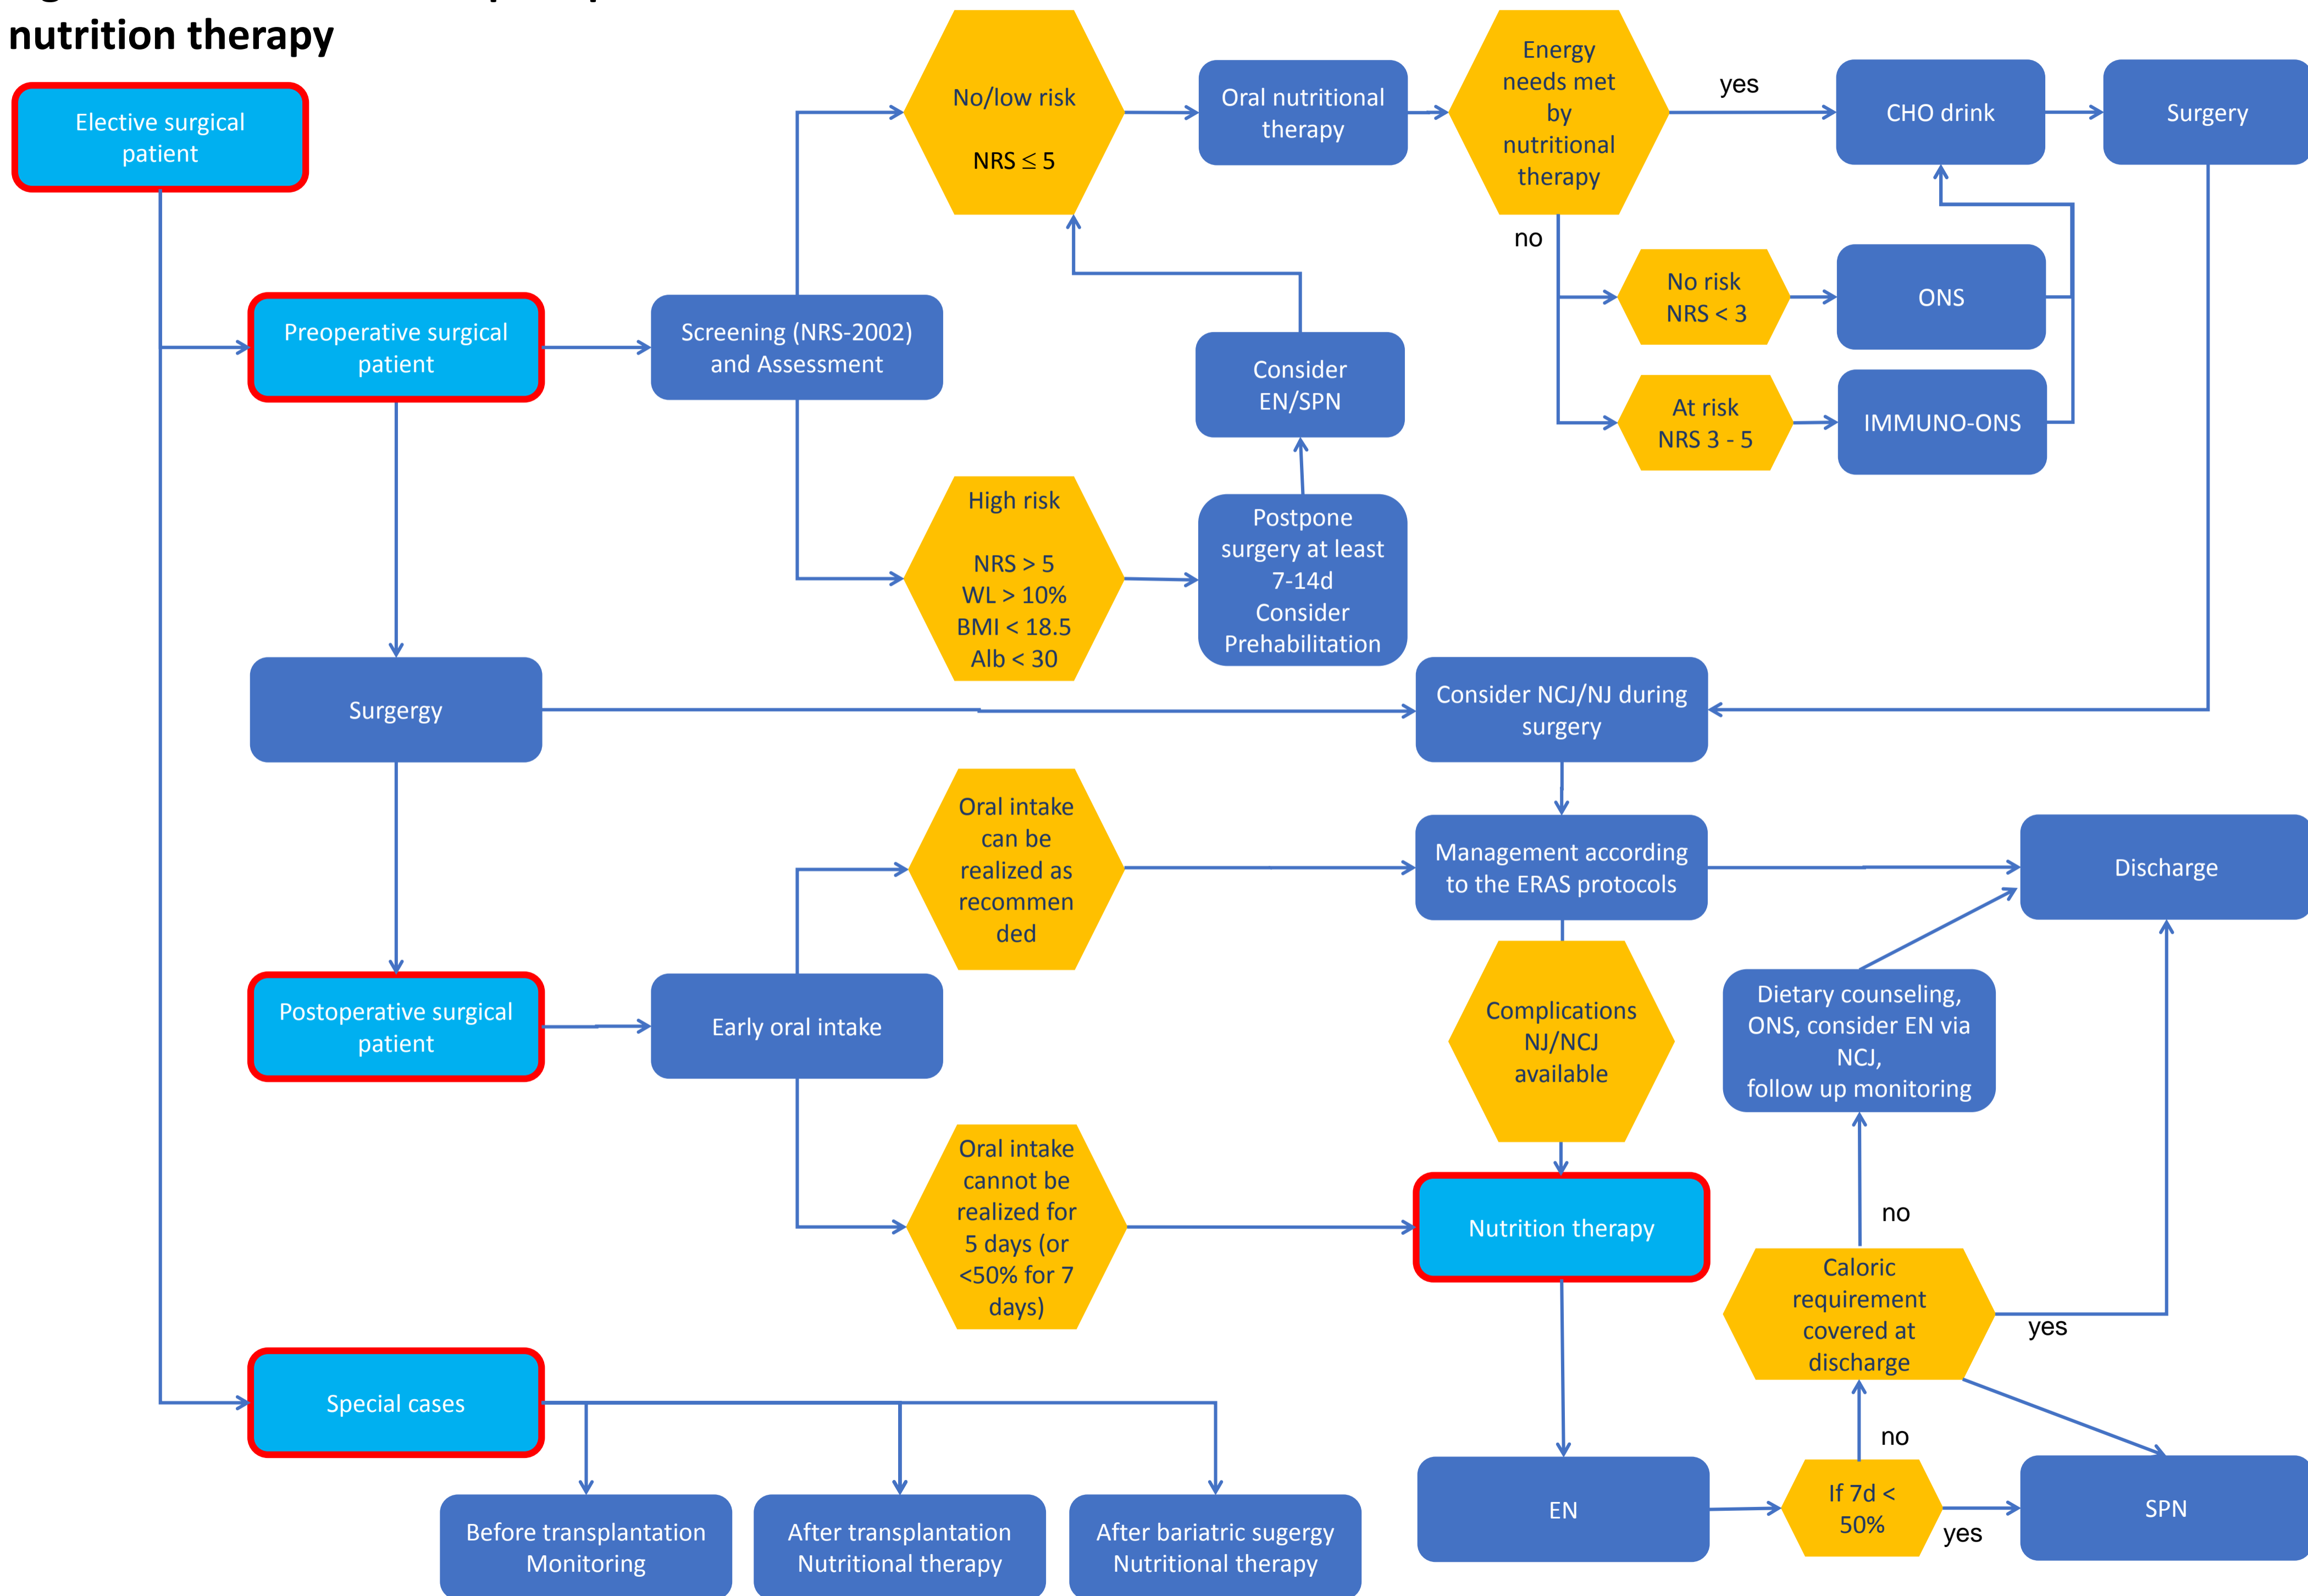 nutrition therapy
Elective surgical
patient
No/low risk
NRS ≤ 5
Oral nutritional
therapy
Energy
needs met
by
nutritional
therapy
yes
CHO drink
Surgery
no
No risk
NRS < 3
ONS
At risk
NRS 3 - 5
IMMUNO-ONS
Preoperative surgical
patient
Screening (NRS-2002)
and Assessment
Consider
EN/SPN
High risk
NRS > 5
WL > 10%
BMI < 18.5
Alb < 30
Postpone
surgery at least
7-14d
Consider
Prehabilitation
Surgergy
Consider NCJ/NJ during
surgery
Oral intake
can be
realized as
recommen
ded
Management according
to the ERAS protocols
Discharge
Postoperative surgical
patient
Early oral intake
Complications
NJ/NCJ
available
Dietary counseling,
ONS, consider EN via
NCJ,
follow up monitoring
Oral intake
cannot be
realized for
5 days (or
<50% for 7
days)
Nutrition therapy
no
Caloric
requirement
covered at
discharge
yes
Special cases
no
EN
If 7d <
50%
yes
SPN
Before transplantation
Monitoring
After transplantation
Nutritional therapy
After bariatric sugergy
Nutritional therapy